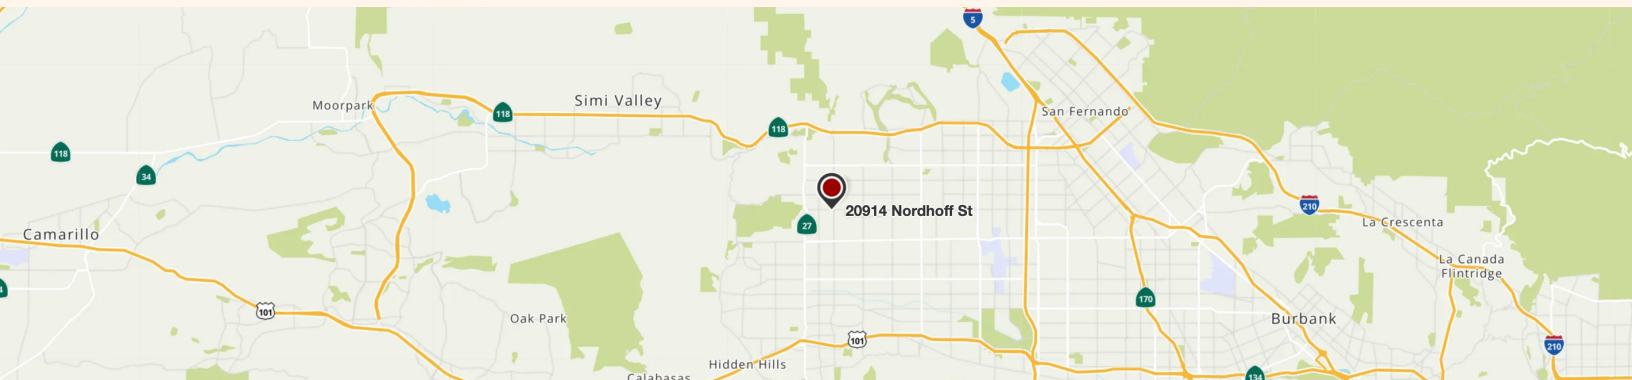 5
Moorpark
118
Simi Valley
118
San Fernando
118
34
20914 Nordhoff St
27
210
La Crescenta
Camarillo
La Canada
Flintridge
170
101
Oak Park
Burbank
101
210
Hidden Hills
Calabasas
134